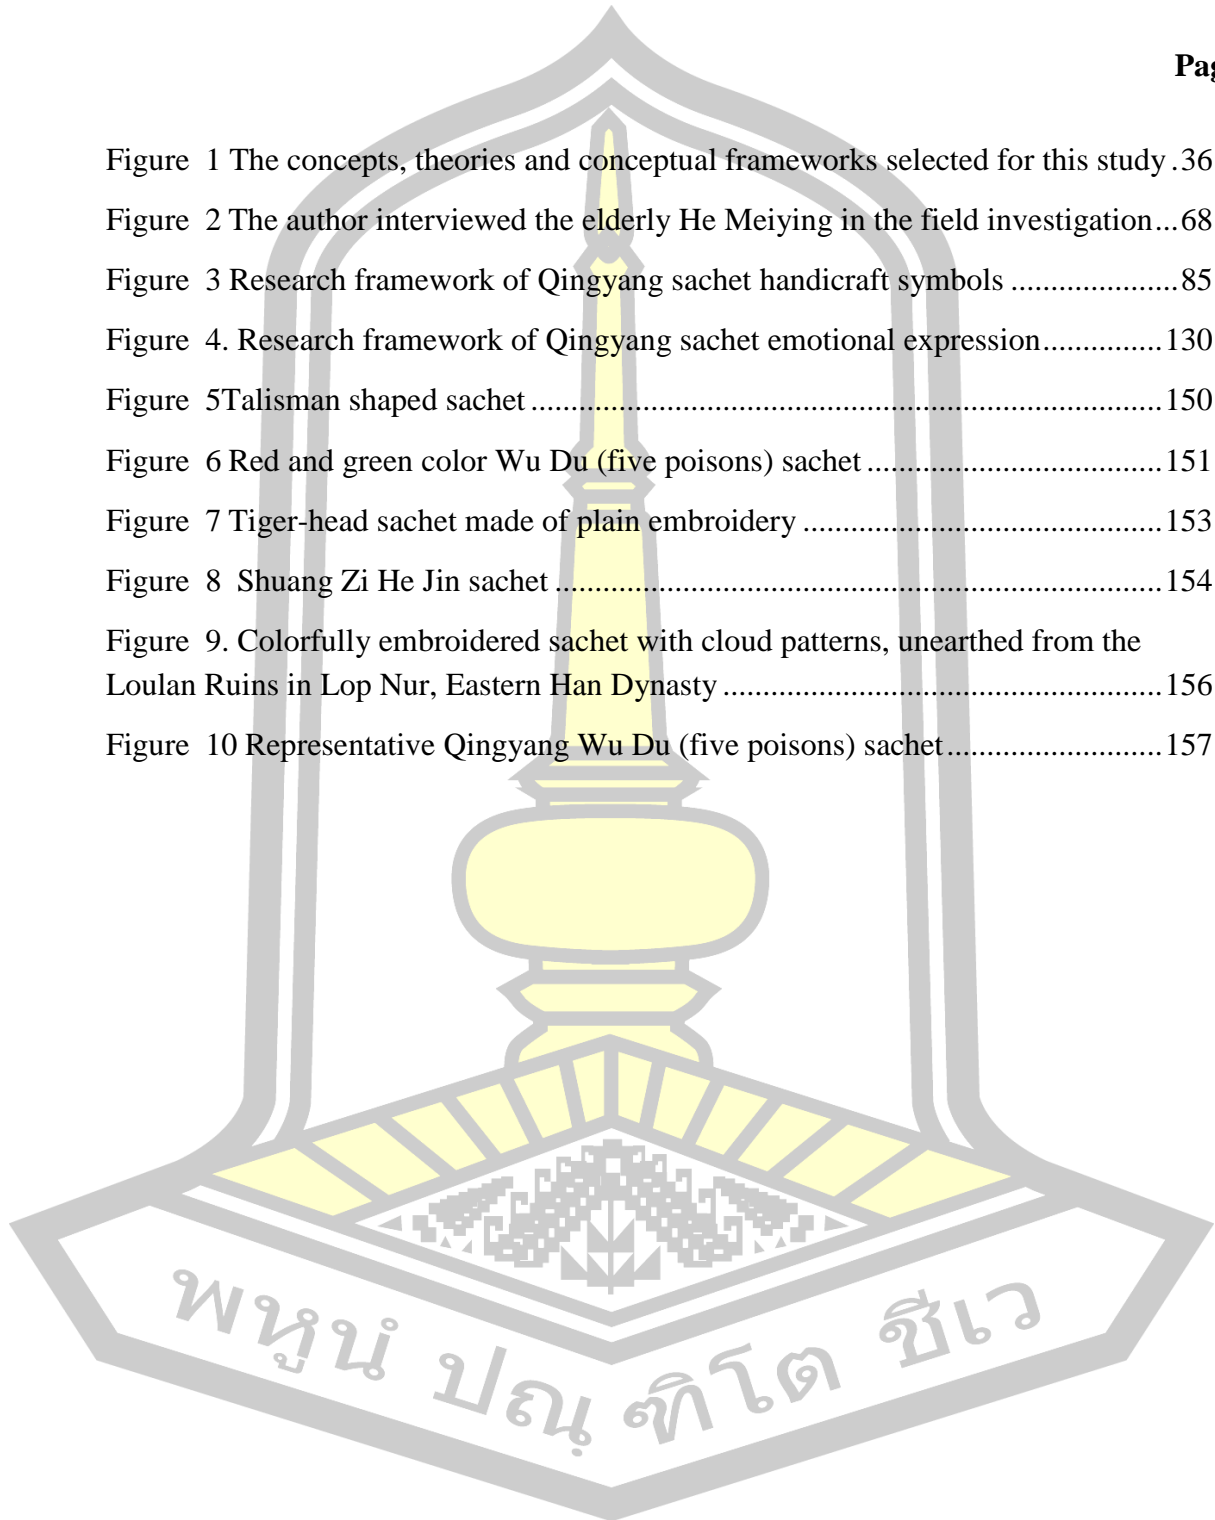 Pag
Figure 1 The concepts, theories and conceptual frameworks selected for this study .36
Figure 2 The author interviewed the elderly He Meiying in the field investigation...68
Figure 3 Research framework of Qingyang sachet handicraft symbols ...................85
Figure 4. Research framework of Qingyang sachet emotional expression..............130
Figure 5Talisman shaped sachet .......................................................................150
Figure 6 Red and green color Wu Du (five poisons) sachet .................................151
Figure 7 Tiger-head sachet made of plain embroidery ........................................153
Figure 8 Shuang Zi He Jin sachet ....................................................................154
Figure 9. Colorfully embroidered sachet with cloud patterns, unearthed from the
Loulan Ruins in Lop Nur, Eastern Han Dynasty .................................................156
Figure 10 Representative Qingyang Wu Du (five poisons) sachet........................157
พหูนํ ปณฺฑิโต ชีเว